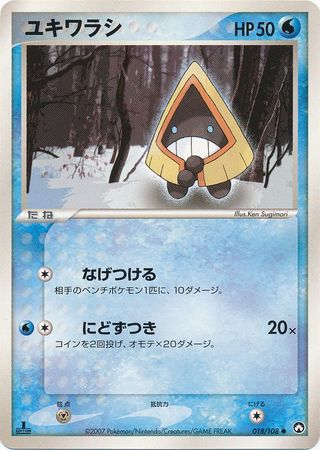 ユキワラシ HP50
Illus.Ken Sugimori
たね
なげつける
相手のベンチポケモン1匹に、10ダメージ。
にどずつき 20×
コインを2回投げ、オモテ×20ダメージ。
弱点 抵抗力 にげる
1 EDITION ©2007 Pokémon/Nintendo/Creatures/GAME FREAK 018/108 ●